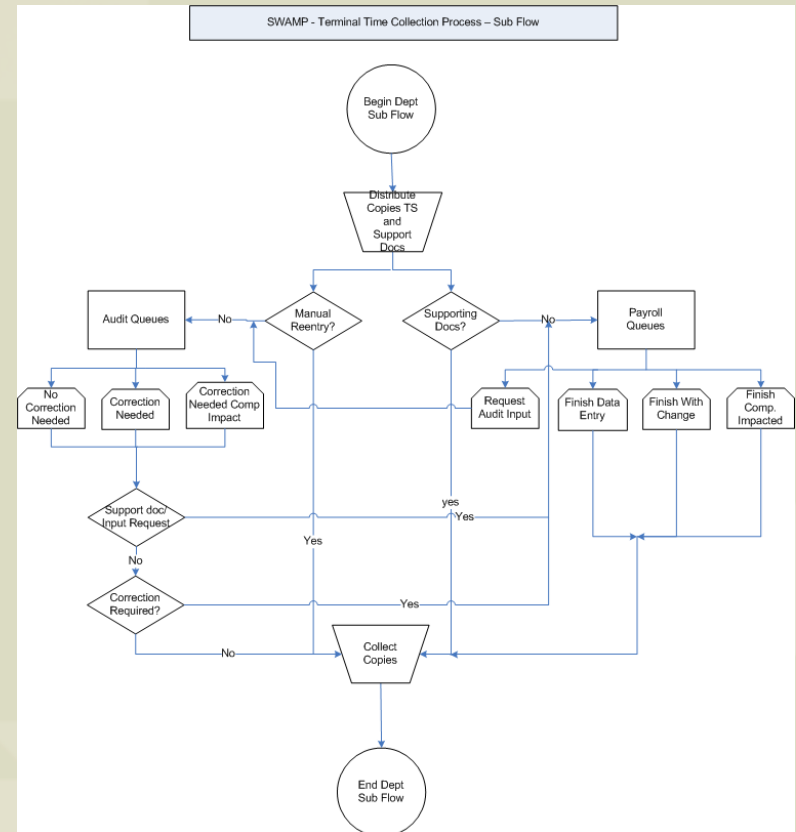 SWAMP - Terminal Time Collection Process – Sub Flow
Begin Dept
Sub Flow
Distribute
Copies TS
and
Support
Docs
Audit Queues
No
Manual
Reentry?
Supporting
Docs?
No
Payroll
Queues
No
Correction
Needed
Correction
Needed
Correction
Needed Comp
Impact
Request
Audit Input
Finish Data
Entry
Finish With
Change
Finish
Comp.
Impacted
Support doc/
Input Request
yes
Yes
Yes
No
Correction
Required?
Yes
No
Collect
Copies
End Dept
Sub Flow